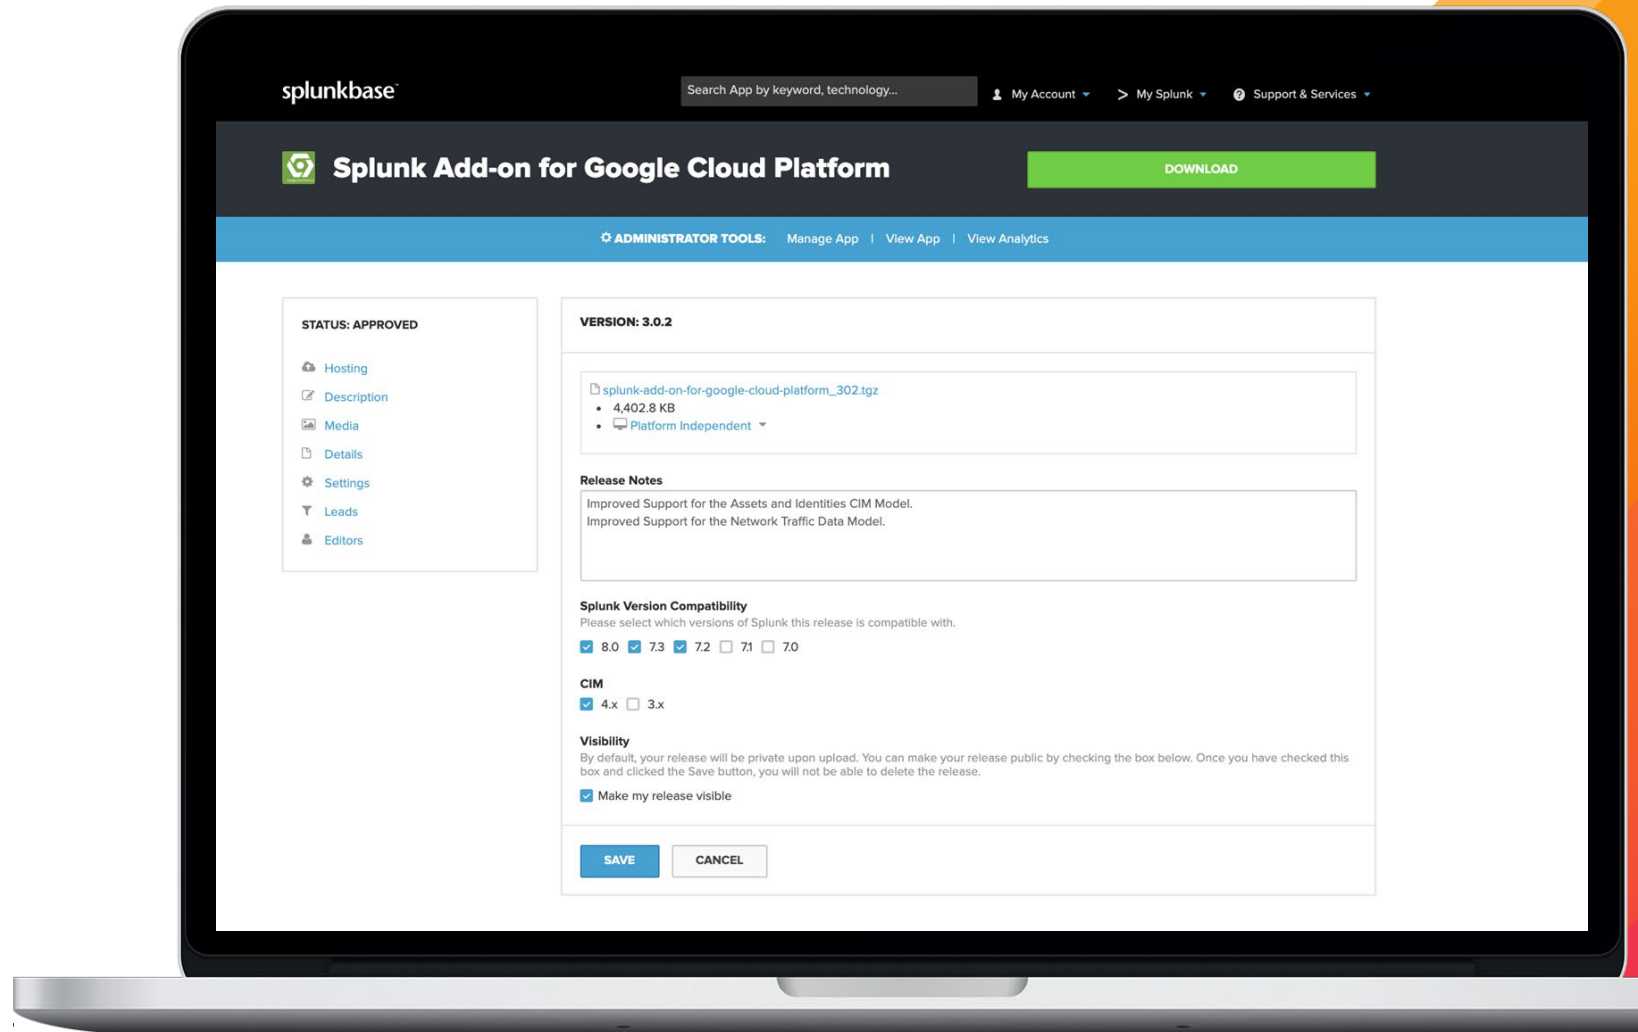 splunkbase
Search App by keyword, technology...
My Account
My Splunk
Support & Services
Splunk Add-on for Google Cloud Platform
DOWNLOAD
ADMINISTRATOR TOOLS: Manage App | View App | View Analytics
STATUS: APPROVED
Hosting
Description
Media
Details
Settings
Leads
Editors
VERSION: 3.0.2
splunk-add-on-for-google-cloud-platform_302.tgz
• 4,402.8 KB
• Platform Independent
Release Notes
Improved Support for the Assets and Identities CIM Model.
Improved Support for the Network Traffic Data Model.
Splunk Version Compatibility
Please select which versions of Splunk this release is compatible with.
8.0 7.3 7.2 7.1 7.0
CIM
4.x 3.x
Visibility
By default, your release will be private upon upload. You can make your release public by checking the box below. Once you have checked this
box and clicked the Save button, you will not be able to delete the release.
Make my release visible
SAVE CANCEL